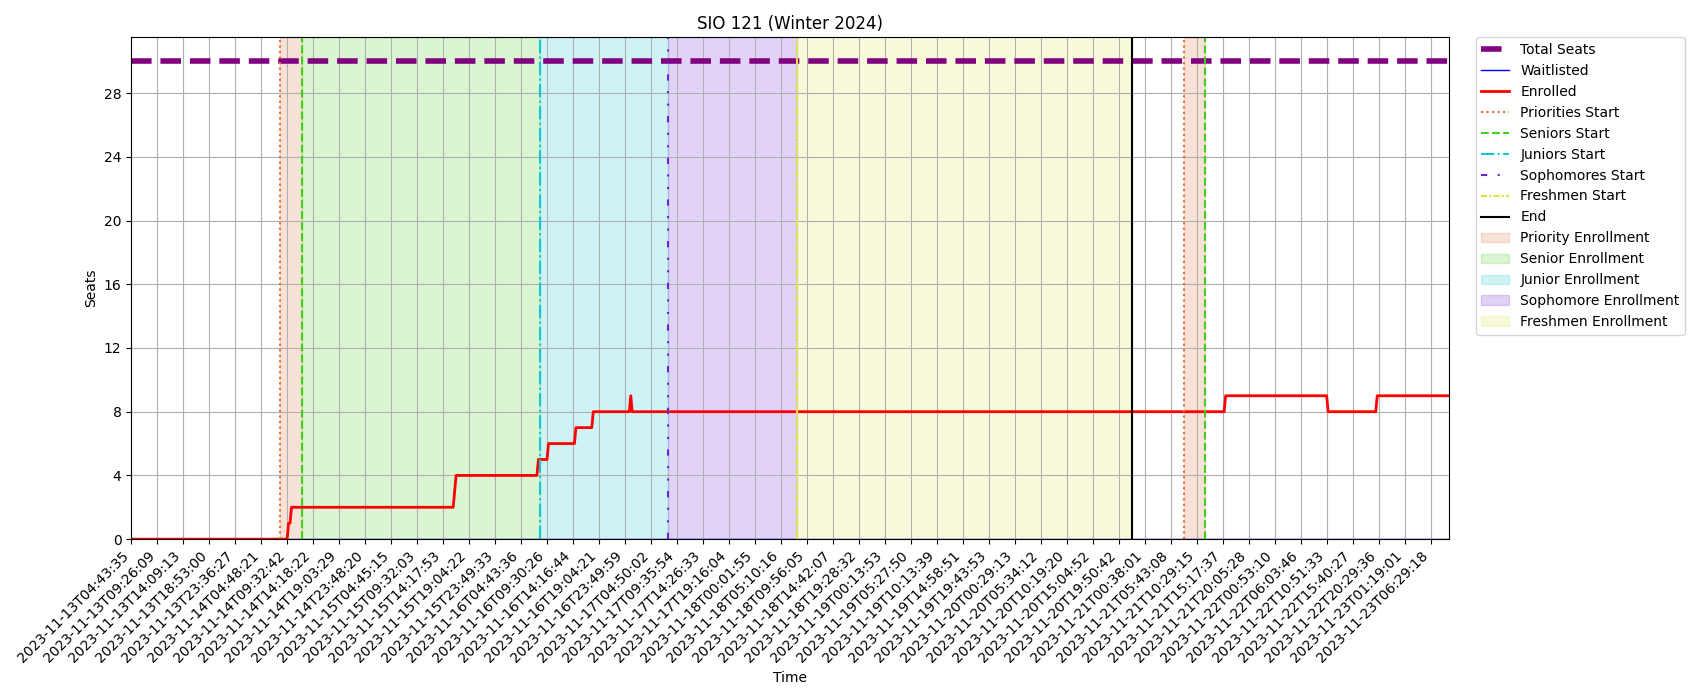 SIO 121 (Winter 2024)
Total Seats
Waitlisted
Enrolled
Priorities Start
Seniors Start
Juniors Start
Sophomores Start
Freshmen Start
End
Priority Enrollment
Senior Enrollment
Junior Enrollment
Sophomore Enrollment
Freshmen Enrollment
Seats
28
24
20
16
12
8
4
0
2023-11-13T04:43:35
2023-11-13T09:26:09
2023-11-13T14:09:13
2023-11-13T18:53:00
2023-11-13T23:36:27
2023-11-14T04:48:21
2023-11-14T09:32:42
2023-11-14T14:18:22
2023-11-14T19:03:29
2023-11-14T23:48:20
2023-11-15T04:45:15
2023-11-15T09:32:03
2023-11-15T14:17:53
2023-11-15T19:04:22
2023-11-15T23:49:33
2023-11-16T04:43:36
2023-11-16T09:30:26
2023-11-16T14:16:44
2023-11-16T19:04:21
2023-11-16T23:49:59
2023-11-17T04:50:02
2023-11-17T09:35:54
2023-11-17T14:26:33
2023-11-17T19:16:04
2023-11-18T00:01:55
2023-11-18T05:10:16
2023-11-18T09:56:05
2023-11-18T14:42:07
2023-11-18T19:28:32
2023-11-19T00:13:53
2023-11-19T05:27:50
2023-11-19T10:13:39
2023-11-19T14:58:51
2023-11-19T19:43:53
2023-11-20T00:29:13
2023-11-20T05:34:12
2023-11-20T10:19:20
2023-11-20T15:04:52
2023-11-20T19:50:42
2023-11-21T00:38:01
2023-11-21T05:43:08
2023-11-21T10:29:15
2023-11-21T15:17:37
2023-11-21T20:05:28
2023-11-22T00:53:10
2023-11-22T06:03:46
2023-11-22T10:51:33
2023-11-22T15:40:27
2023-11-22T20:29:36
2023-11-23T01:19:01
2023-11-23T06:29:18
Time